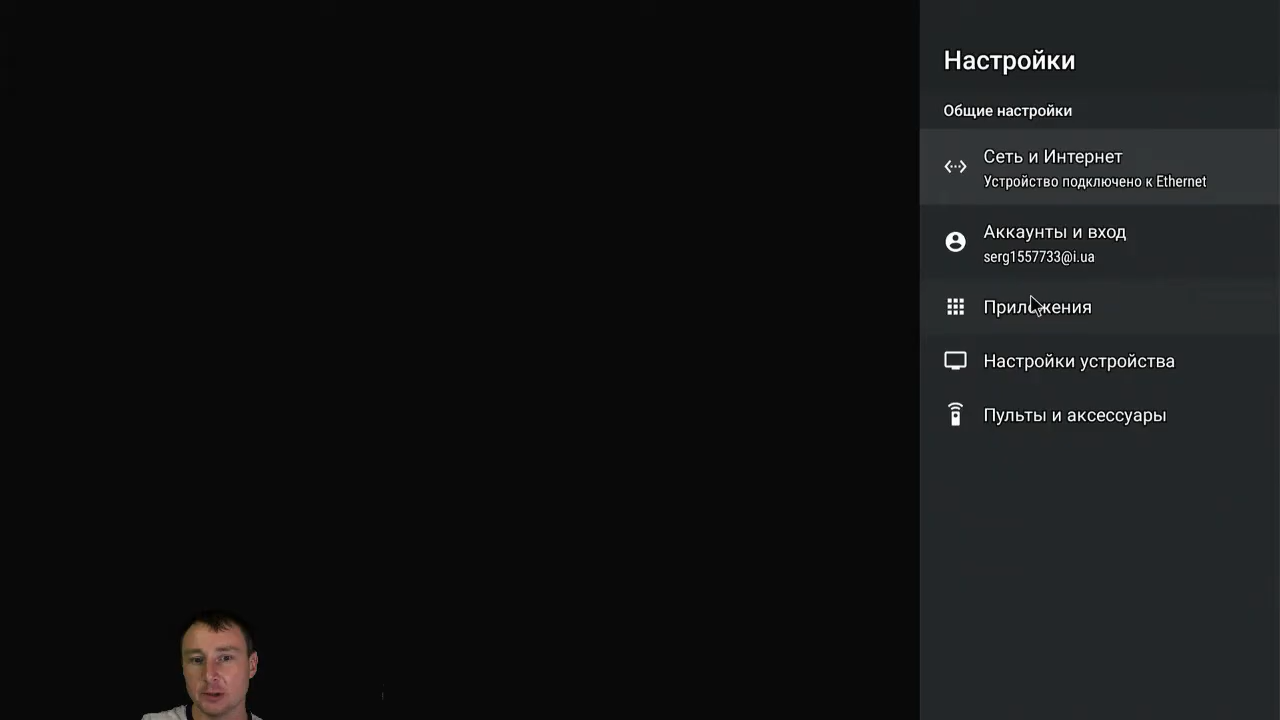 Настройки
Общие настройки
Сеть и Интернет
Устройство подключено к Ethernet
Аккаунты и вход
serg1557733@i.ua
Приложения
Настройки устройства
Пульты и аксессуары